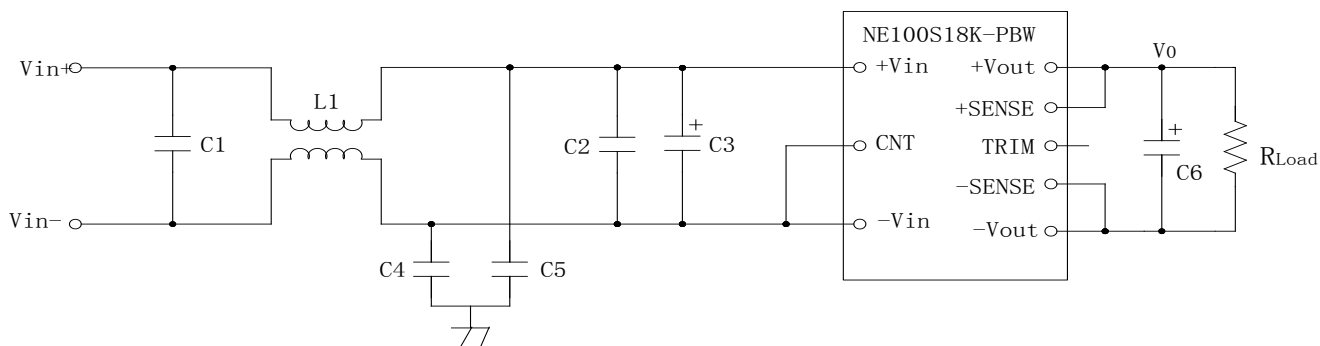 NE100S18K-PBW
Vin+
L1
C1
C2
+
C3
+Vin
+Vout
V0
+SENSE
CNT
TRIM
+
C6
RLoad
-SENSE
Vin-
-Vin
-Vout
C4
C5